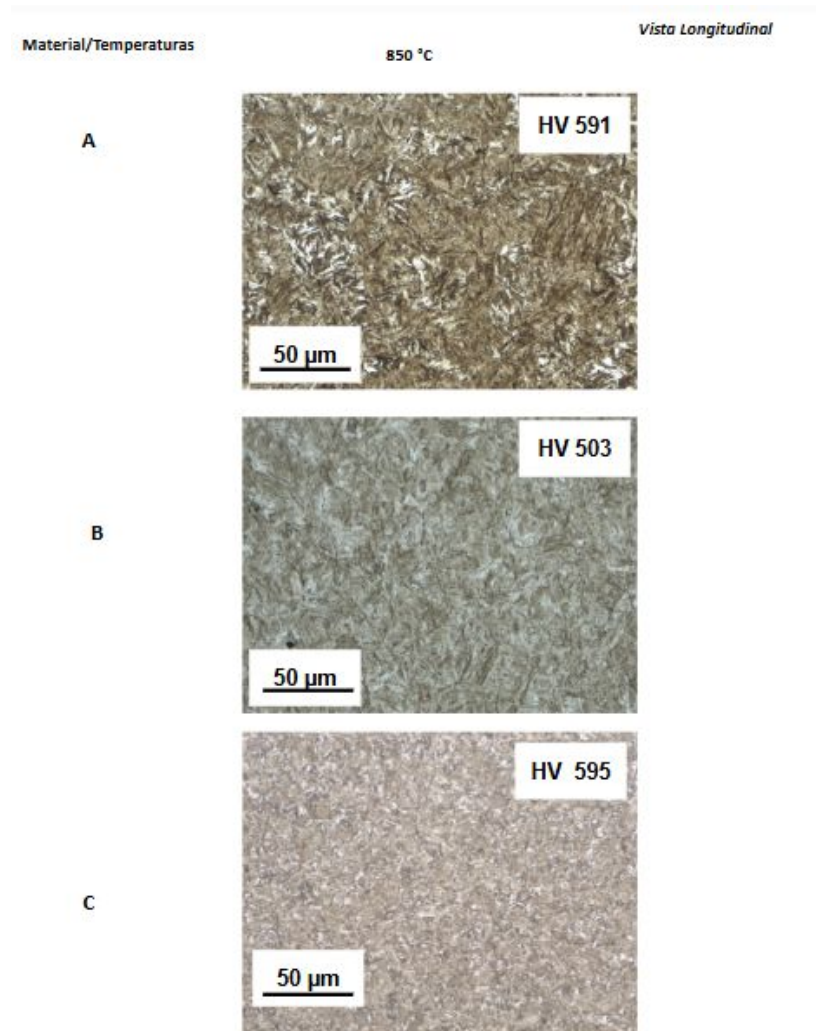 Vista Longitudinal
Material/Temperaturas
850 °C
A
HV 591
50 µm
B
HV 503
50 µm
HV 595
C
50 µm